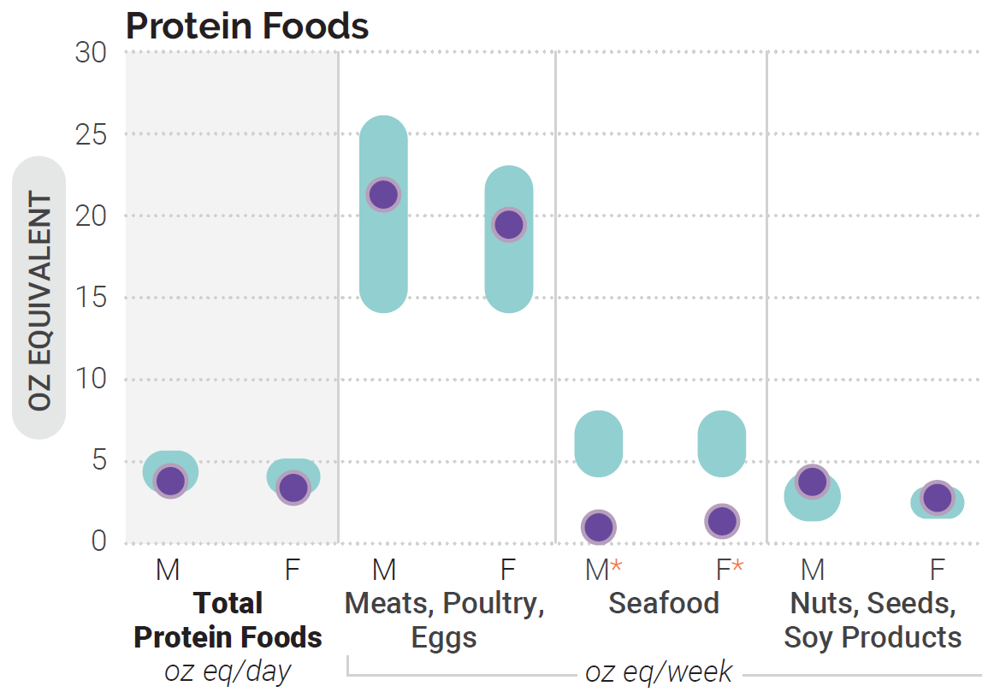 Protein Foods
30
25
20
15
10
5
0
OZ EQUIVALENT
M F M F M* F* M F
Total Protein Foods
oz eq/day
Meats, Poultry, Eggs
Seafood
Nuts, Seeds, Soy Products
oz eq/week